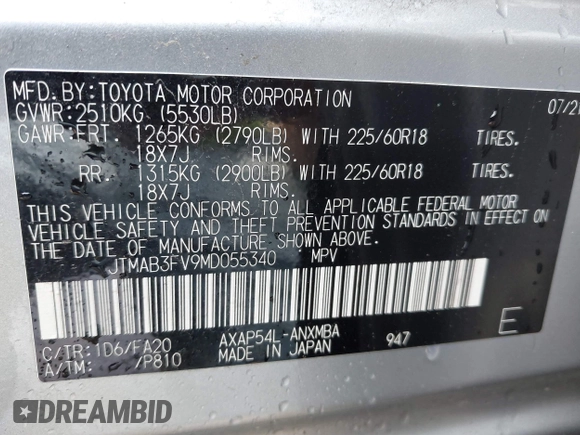 MFD. BY: TOYOTA MOTOR CORPORATION 07/21
GVWR: 2510KG (5530LB)
GAWR: FRT. 1265KG (2790LB) WITH 225/60R18 TIRES.
18X7J RIMS.
RR. 1315KG (2900LB) WITH 225/60R18 TIRES.
18X7J RIMS.
THIS VEHICLE CONFORMS TO ALL APPLICABLE FEDERAL MOTOR
VEHICLE SAFETY AND THEFT PREVENTION STANDARDS IN EFFECT ON
THE DATE OF MANUFACTURE SHOWN ABOVE.
JTMAB3FV9MD055340 MPV
C/TR: 1D6/FA20 AXAP54L-ANXMBA 947 E
A/TM: /P810 MADE IN JAPAN
DREAMBID